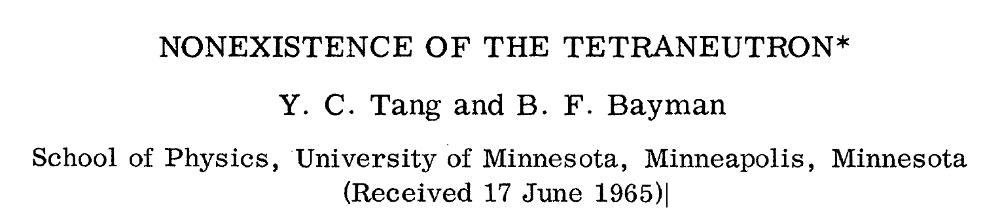 NONEXISTENCE OF THE TETRANEUTRON*
Y. C. Tang and B. F. Bayman
School of Physics, University of Minnesota, Minneapolis, Minnesota
(Received 17 June 1965)